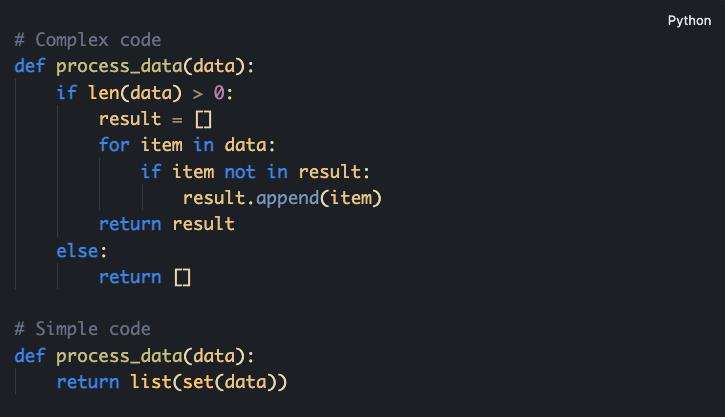 Python
# Complex code
def process_data(data):
    if len(data) > 0:
        result = []
        for item in data:
            if item not in result:
                result.append(item)
        return result
    else:
        return []
# Simple code
def process_data(data):
    return list(set(data))